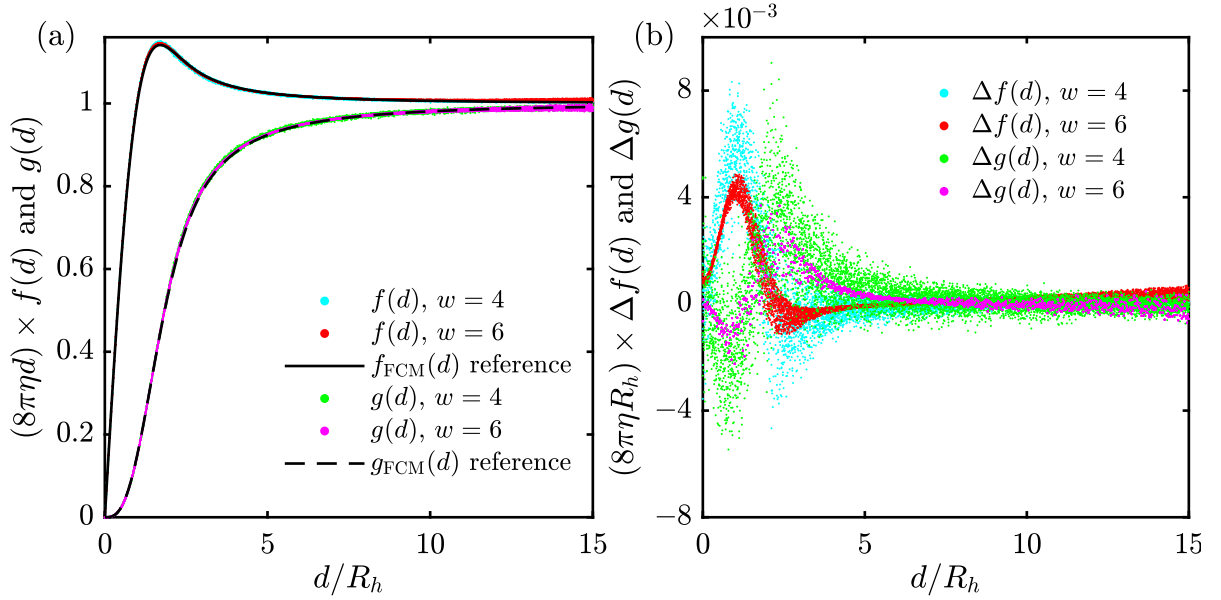 (a)
(8πηd) × f(d) and g(d)
1
0.8
0.6
0.4
0.2
0
0
5
10
15
d/R_h
f(d), w = 4
f(d), w = 6
f_FCM(d) reference
g(d), w = 4
g(d), w = 6
g_FCM(d) reference
(b)
×10⁻³
(8πηR_h) × Δf(d) and Δg(d)
8
4
0
−4
−8
0
5
10
15
d/R_h
Δf(d), w = 4
Δf(d), w = 6
Δg(d), w = 4
Δg(d), w = 6